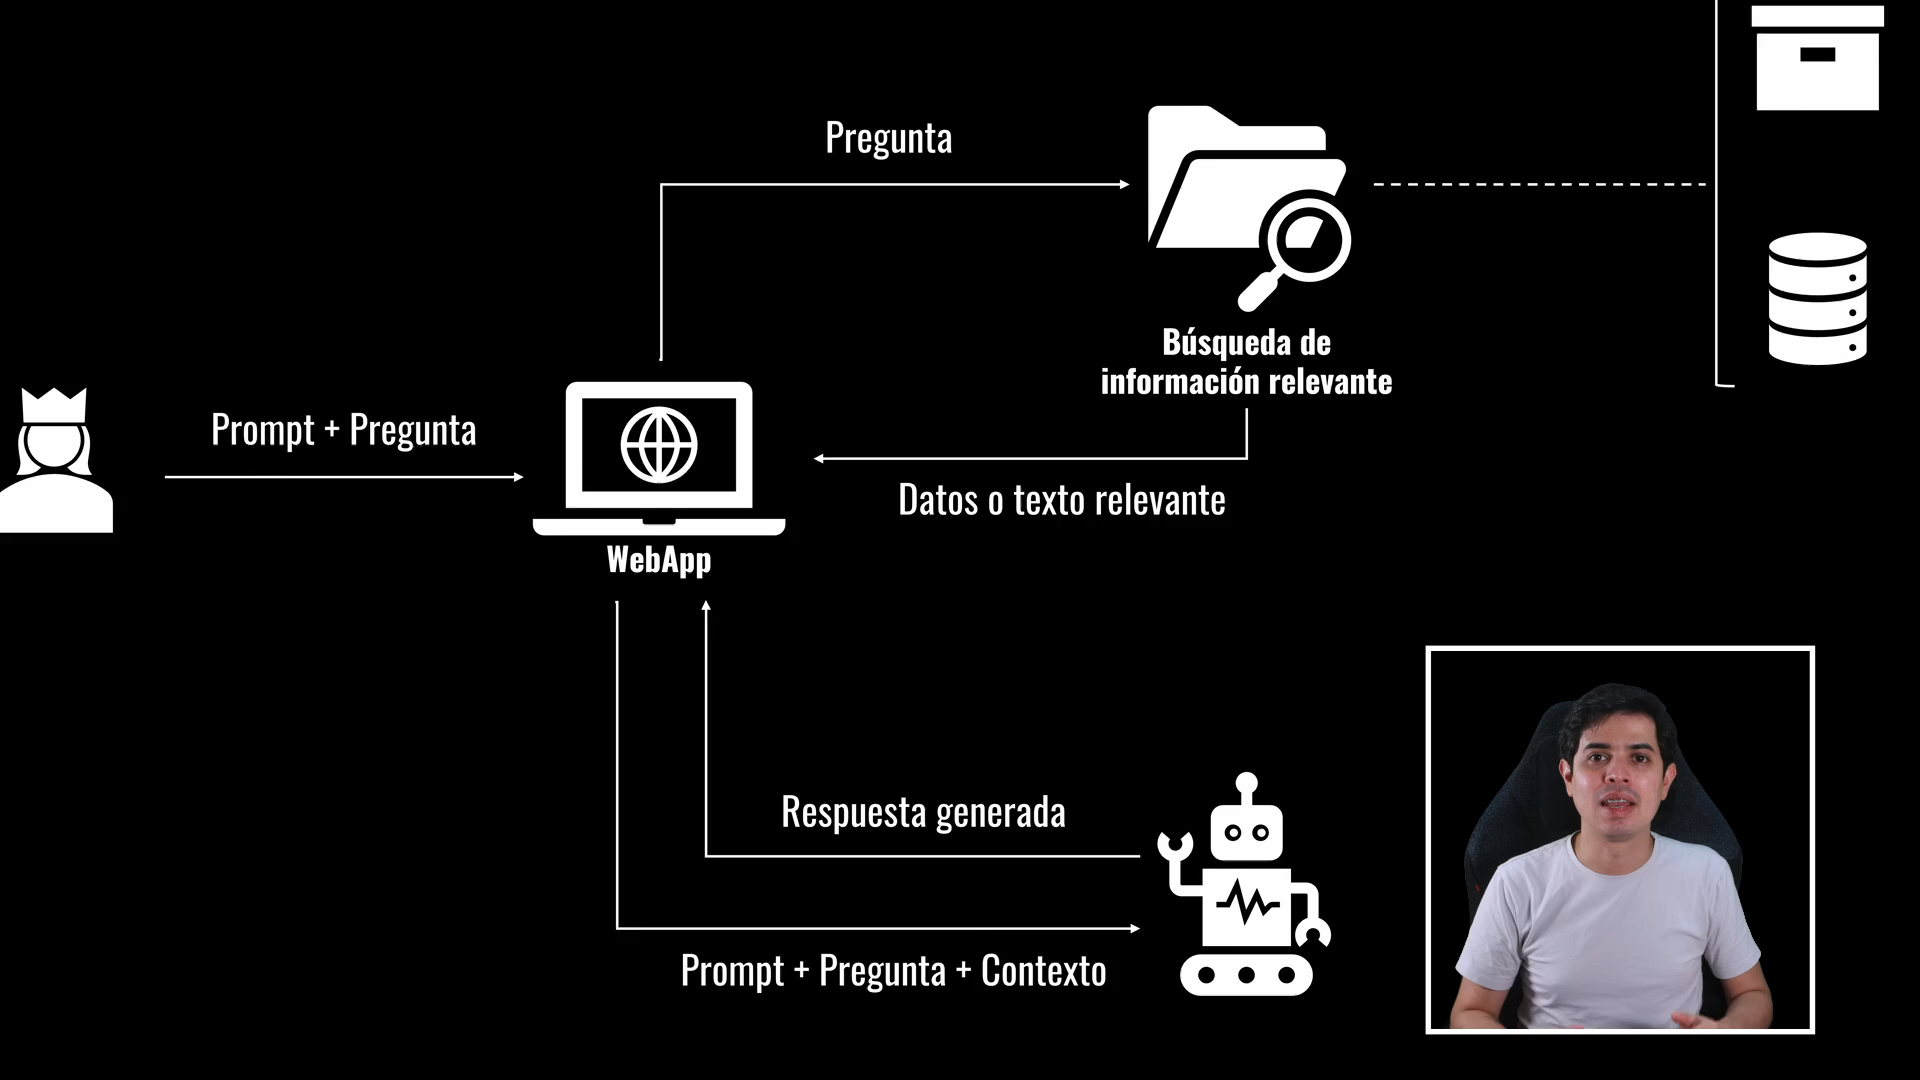 Pregunta
Búsqueda de
información relevante
Prompt + Pregunta
Datos o texto relevante
WebApp
Respuesta generada
Prompt + Pregunta + Contexto